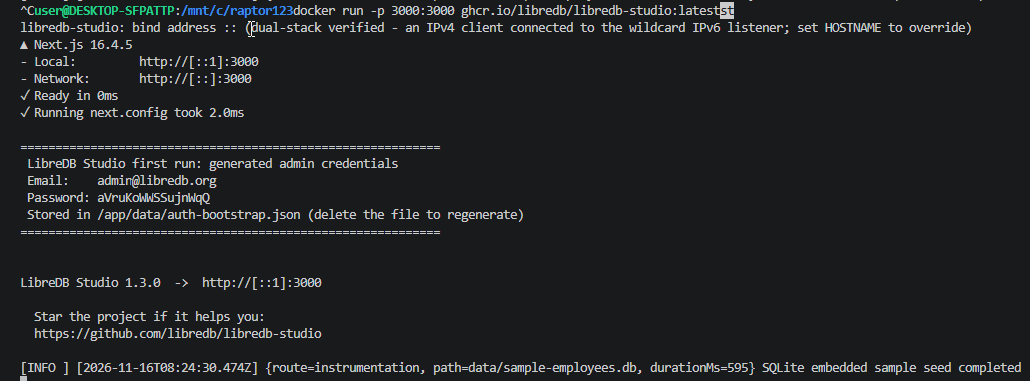 ^Cuser@DESKTOP-SFPATTP:/mnt/c/raptor123docker run -p 3000:3000 ghcr.io/libredb/libredb-studio:latestst
libredb-studio: bind address :: (dual-stack verified - an IPv4 client connected to the wildcard IPv6 listener; set HOSTNAME to override)
▲ Next.js 16.4.5
- Local: http://[::1]:3000
- Network: http://[::]:3000
✓ Ready in 0ms
✓ Running next.config took 2.0ms
============================================================
LibreDB Studio first run: generated admin credentials
Email: admin@libredb.org
Password: aVruKoWWSSujnWqQ
Stored in /app/data/auth-bootstrap.json (delete the file to regenerate)
============================================================
LibreDB Studio 1.3.0 -> http://[::1]:3000
Star the project if it helps you:
https://github.com/libredb/libredb-studio
[INFO ] [2026-11-16T08:24:30.474Z] {route=instrumentation, path=data/sample-employees.db, durationMs=595} SQLite embedded sample seed completed